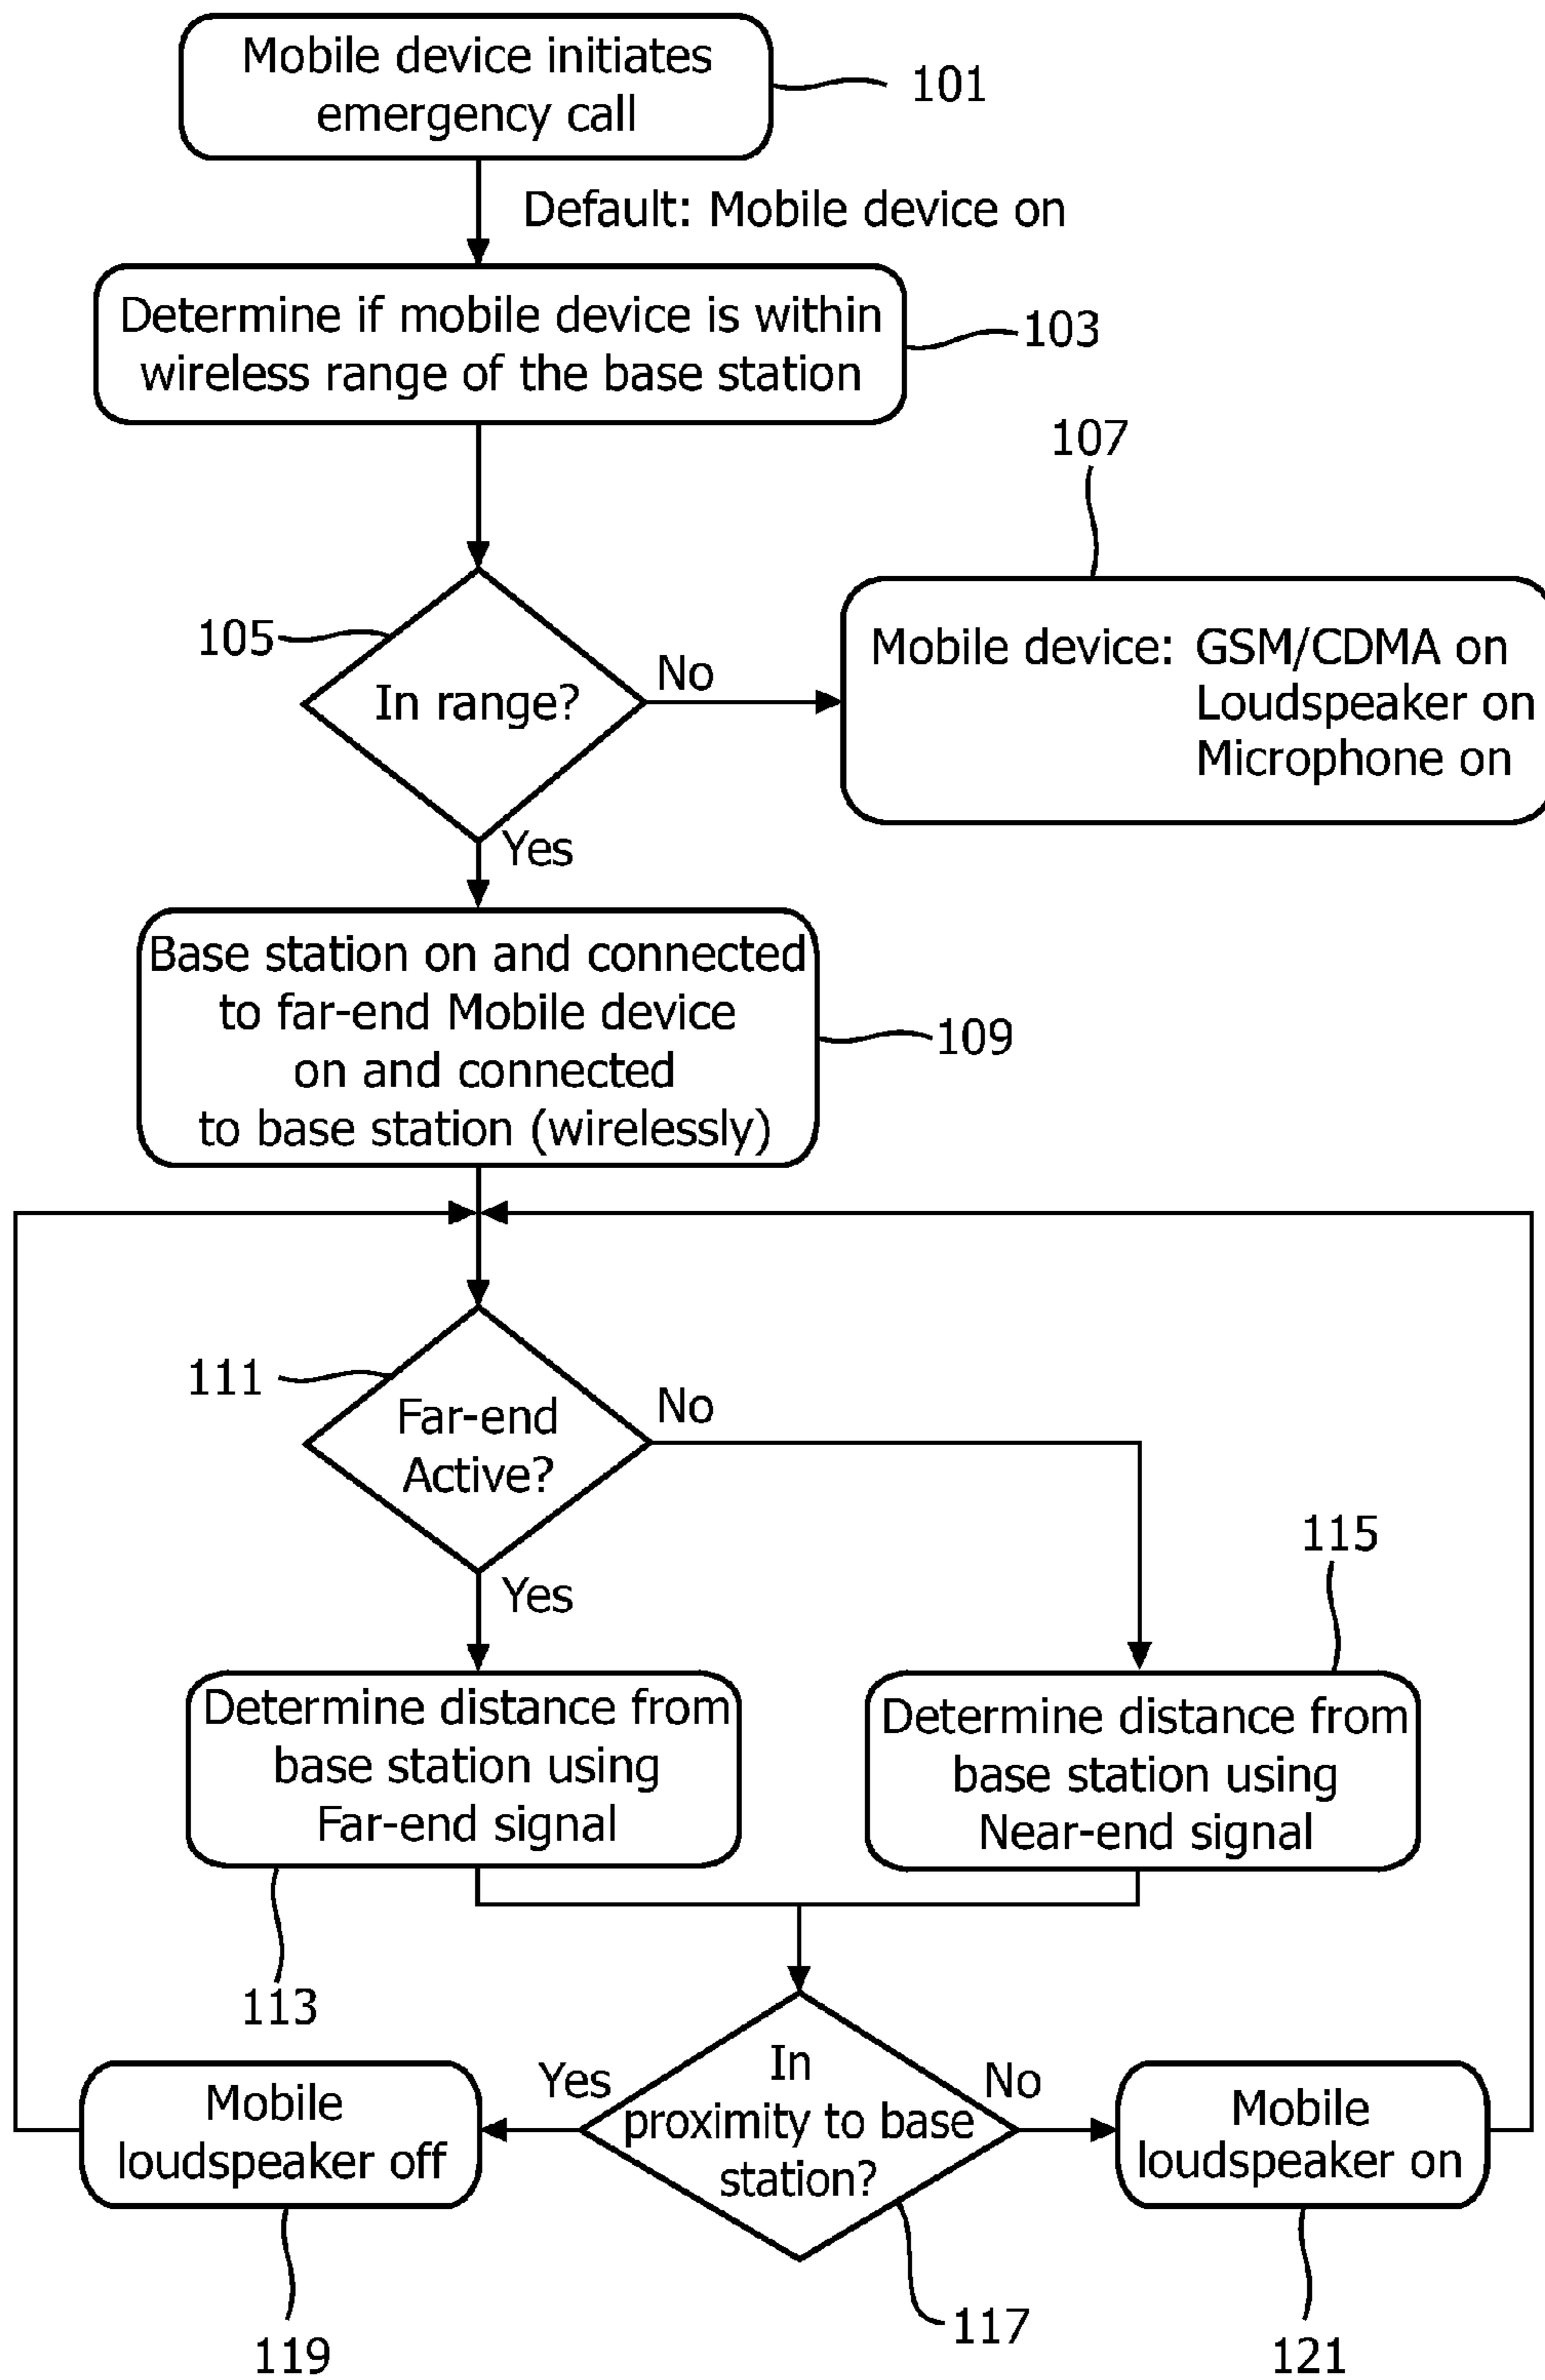 Mobile device initiates
emergency call
101
Default: Mobile device on
Determine if mobile device is within
wireless range of the base station
103
107
105
In range?
No
Mobile device: GSM/CDMA on
Loudspeaker on
Microphone on
Yes
Base station on and connected
to far-end Mobile device
on and connected
to base station (wirelessly)
109
111
Far-end
Active?
No
Yes
115
Determine distance from
base station using
Far-end signal
Determine distance from
base station using
Near-end signal
113
In
proximity to base
station?
Yes
No
Mobile
loudspeaker off
Mobile
loudspeaker on
117
119
121